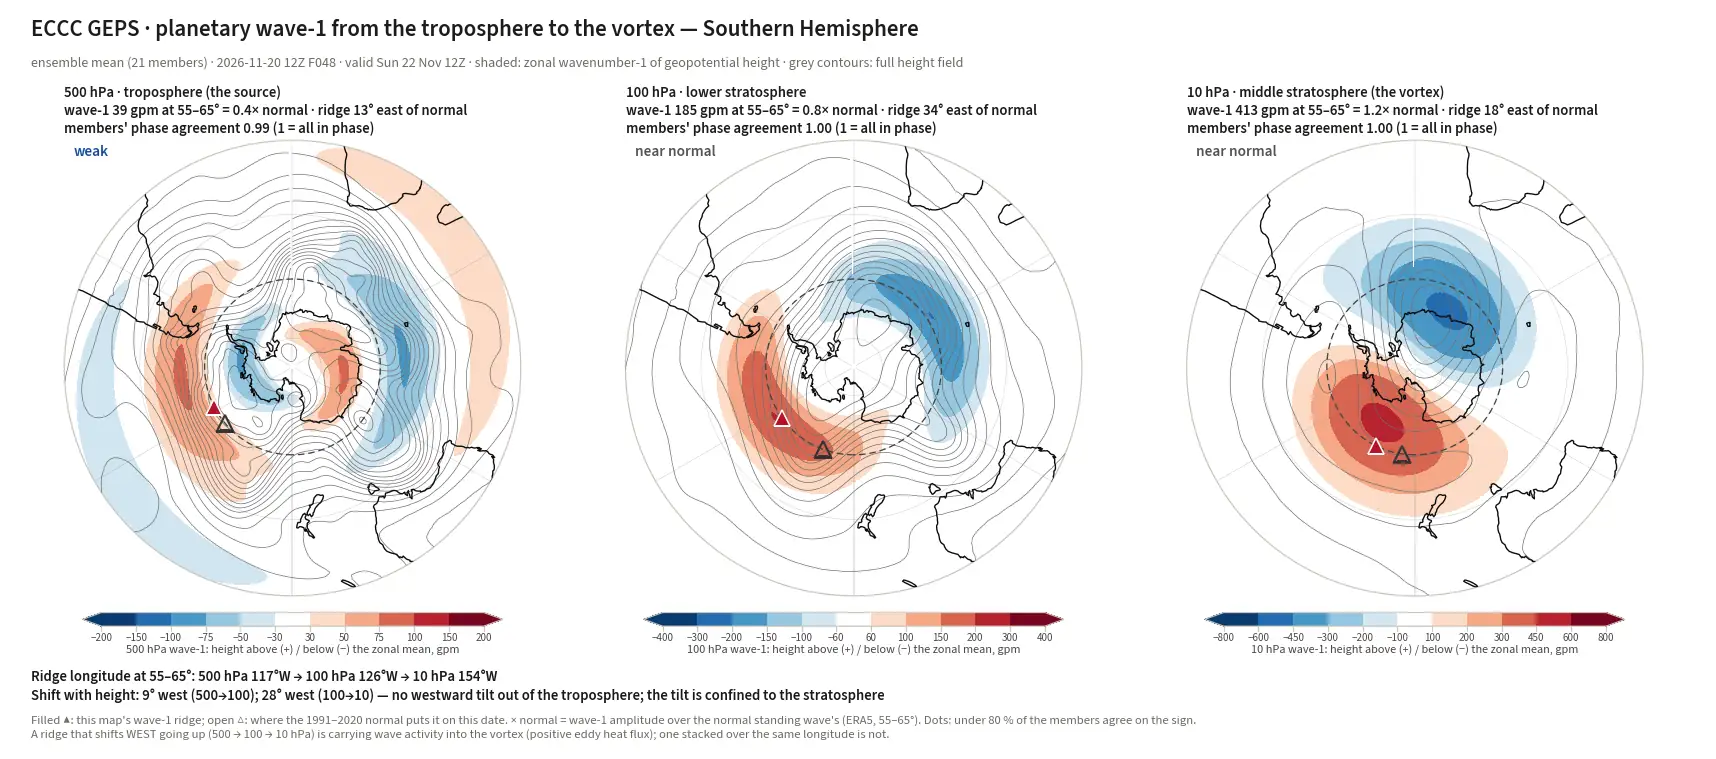 ECCC GEPS · planetary wave-1 from the troposphere to the vortex — Southern Hemisphere
ensemble mean (21 members) · 2026-11-20 12Z F048 · valid Sun 22 Nov 12Z · shaded: zonal wavenumber-1 of geopotential height · grey contours: full height field
500 hPa · troposphere (the source)
wave-1 39 gpm at 55–65° = 0.4× normal · ridge 13° east of normal
members' phase agreement 0.99 (1 = all in phase)
weak
100 hPa · lower stratosphere
wave-1 185 gpm at 55–65° = 0.8× normal · ridge 34° east of normal
members' phase agreement 1.00 (1 = all in phase)
near normal
10 hPa · middle stratosphere (the vortex)
wave-1 413 gpm at 55–65° = 1.2× normal · ridge 18° east of normal
members' phase agreement 1.00 (1 = all in phase)
near normal
−200 −150 −100 −75 −50 −30 30 50 75 100 150 200
500 hPa wave-1: height above (+) / below (−) the zonal mean, gpm
−400 −300 −200 −150 −100 −60 60 100 150 200 300 400
100 hPa wave-1: height above (+) / below (−) the zonal mean, gpm
−800 −600 −450 −300 −200 −100 100 200 300 450 600 800
10 hPa wave-1: height above (+) / below (−) the zonal mean, gpm
Ridge longitude at 55–65°: 500 hPa 117°W → 100 hPa 126°W → 10 hPa 154°W
Shift with height: 9° west (500→100); 28° west (100→10) — no westward tilt out of the troposphere; the tilt is confined to the stratosphere
Filled ▲: this map's wave-1 ridge; open △: where the 1991–2020 normal puts it on this date. × normal = wave-1 amplitude over the normal standing wave's (ERA5, 55–65°). Dots: under 80 % of the members agree on the sign.
A ridge that shifts WEST going up (500 → 100 → 10 hPa) is carrying wave activity into the vortex (positive eddy heat flux); one stacked over the same longitude is not.